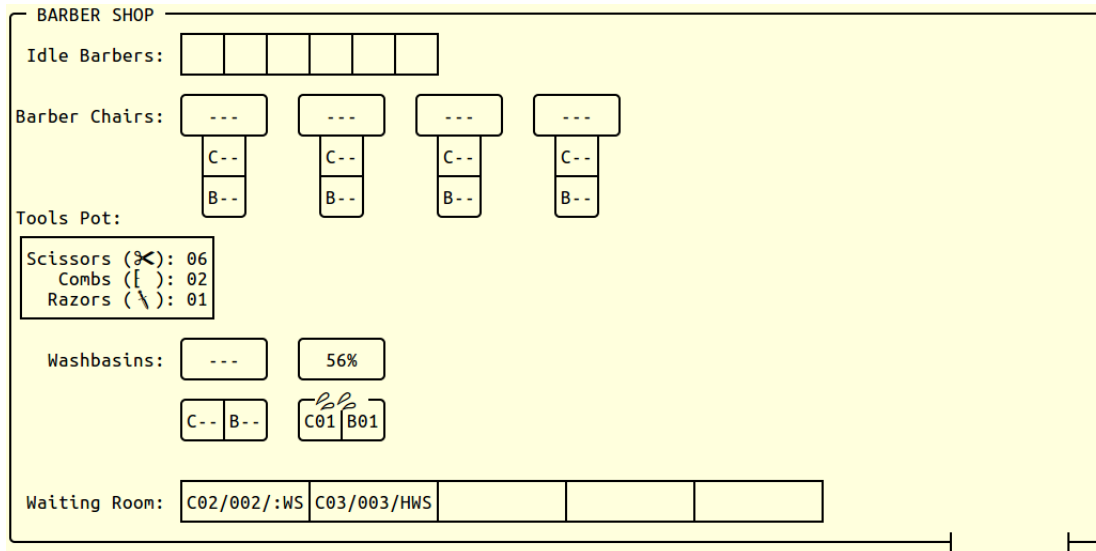 BARBER SHOP
Idle Barbers:
Barber Chairs: --- --- --- ---
C-- C-- C-- C--
B-- B-- B-- B--
Tools Pot:
Scissors (✂): 06
Combs ([ ): 02
Razors ( ): 01
Washbasins: --- 56%
C-- B-- C01 B01
Waiting Room: C02/002/:WS C03/003/HWS